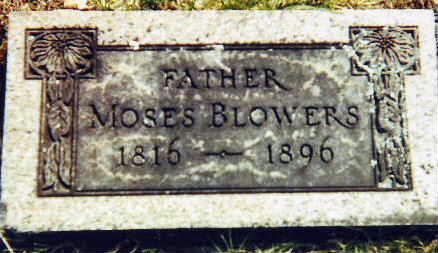 FATHER
MOSES BLOWERS
1816 — 1896